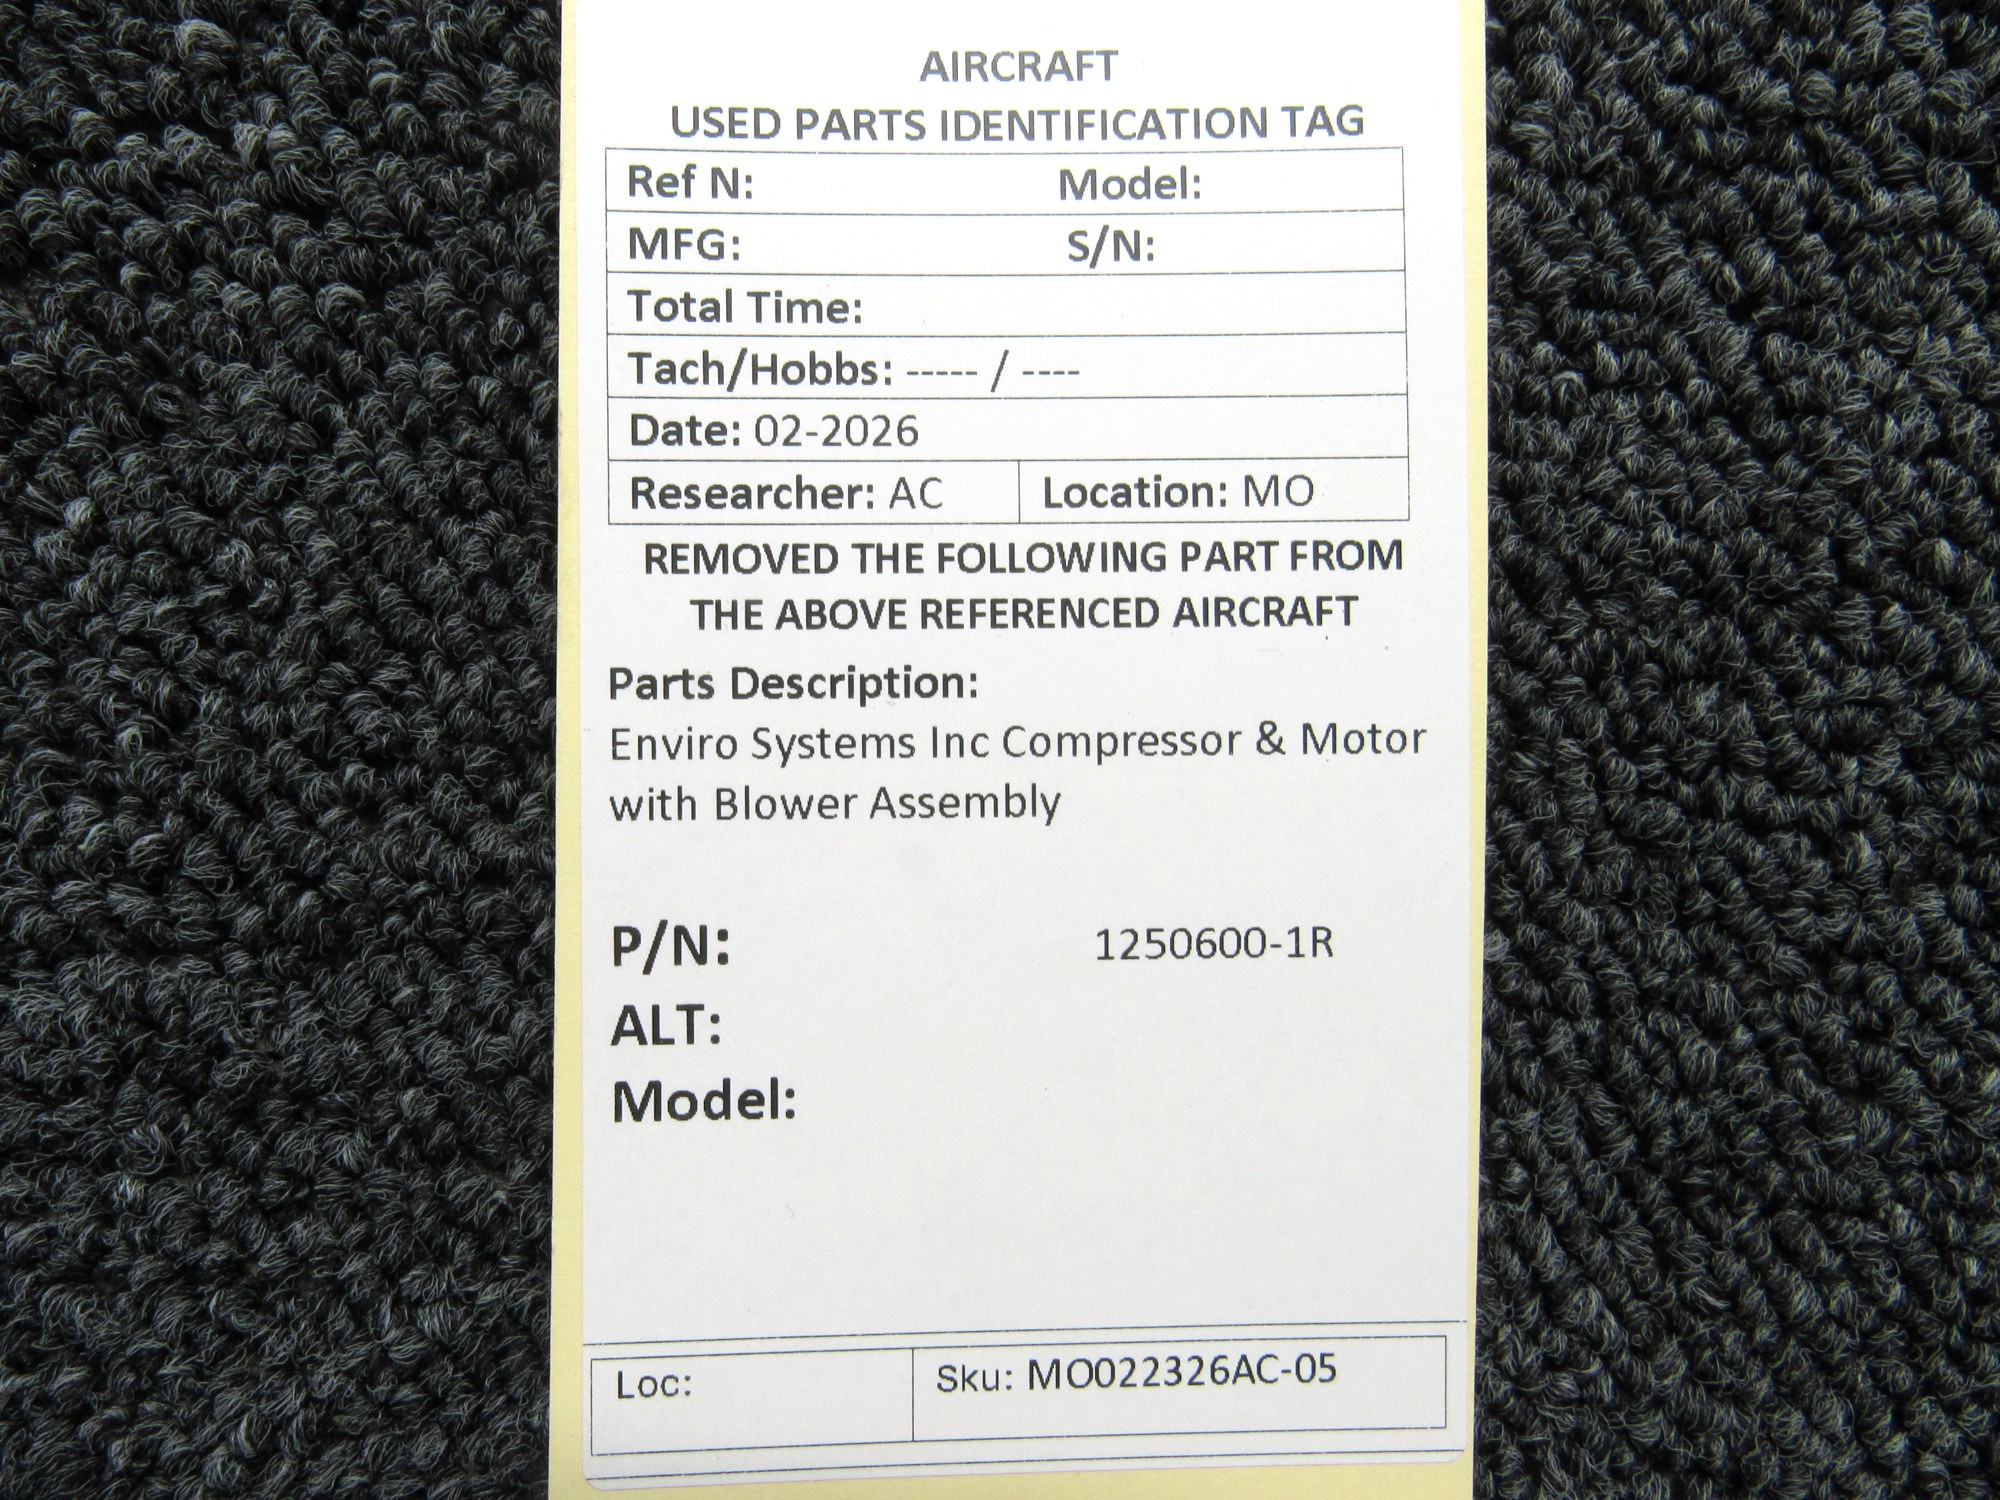 AIRCRAFT
USED PARTS IDENTIFICATION TAG
Ref N: Model:
MFG: S/N:
Total Time:
Tach/Hobbs: ----- / ----
Date: 02-2026
Researcher: AC Location: MO
REMOVED THE FOLLOWING PART FROM
THE ABOVE REFERENCED AIRCRAFT
Parts Description:
Enviro Systems Inc Compressor & Motor
with Blower Assembly
P/N: 1250600-1R
ALT:
Model:
Loc: Sku: MO022326AC-05